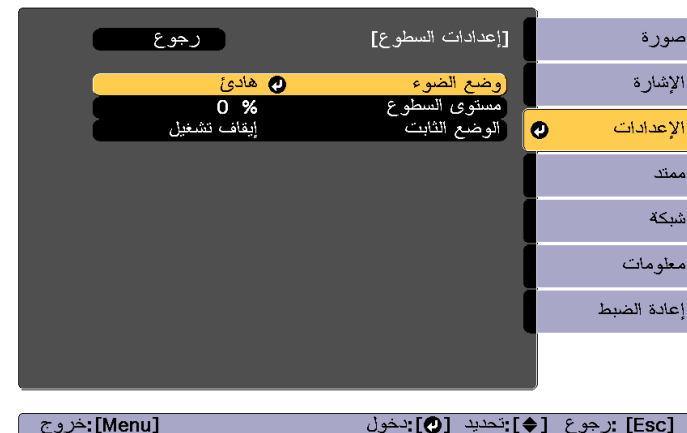 صورة
الإشارة
الإعدادات
ممتد
شبكة
معلومات
إعادة الضبط
[إعدادات السطوع] رجوع
وضع الضوء هادئ
مستوى السطوع 0 %
الوضع الثابت إيقاف تشغيل
[Esc] :رجوع [◆]:تحديد [↵]:دخول [Menu]:خروج